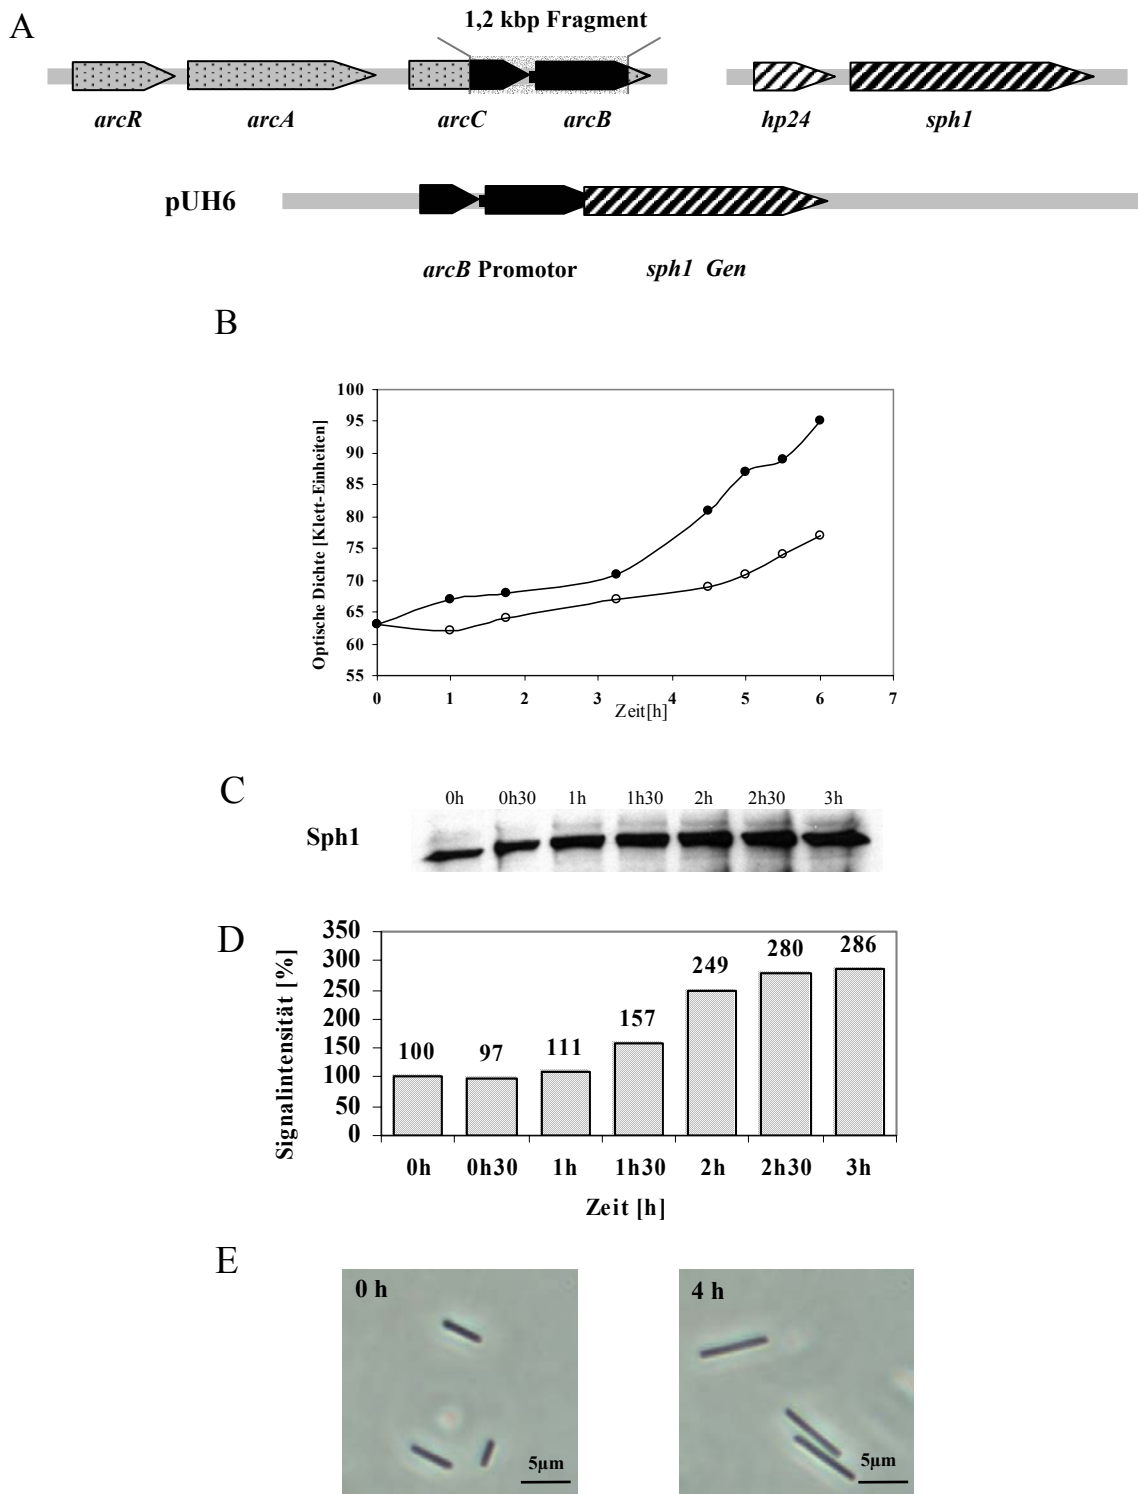 A
1,2 kbp Fragment
arcR arcA arcC arcB hp24 sph1
pUH6
arcB Promotor sph1 Gen
B
Optische Dichte [Klett-Einheiten]
100
95
90
85
80
75
70
65
60
55
0 1 2 3 4 5 6 7
Zeit[h]
C
0h 0h30 1h 1h30 2h 2h30 3h
Sph1
D
Signalintensität [%]
350
300
250
200
150
100
50
0
100 97 111 157 249 280 286
0h 0h30 1h 1h30 2h 2h30 3h
Zeit [h]
E
0 h
5µm
4 h
5µm